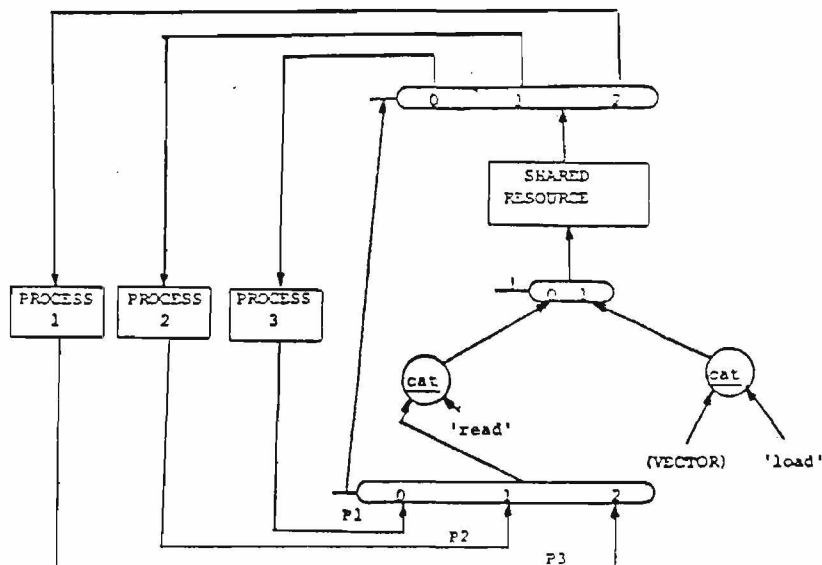 0 1 2
SHARED
RESOURCE
0 1
PROCESS
1
PROCESS
2
PROCESS
3
cat
cat
'read'
(VECTOR) 'load'
0 1 2
P1
P2
P3